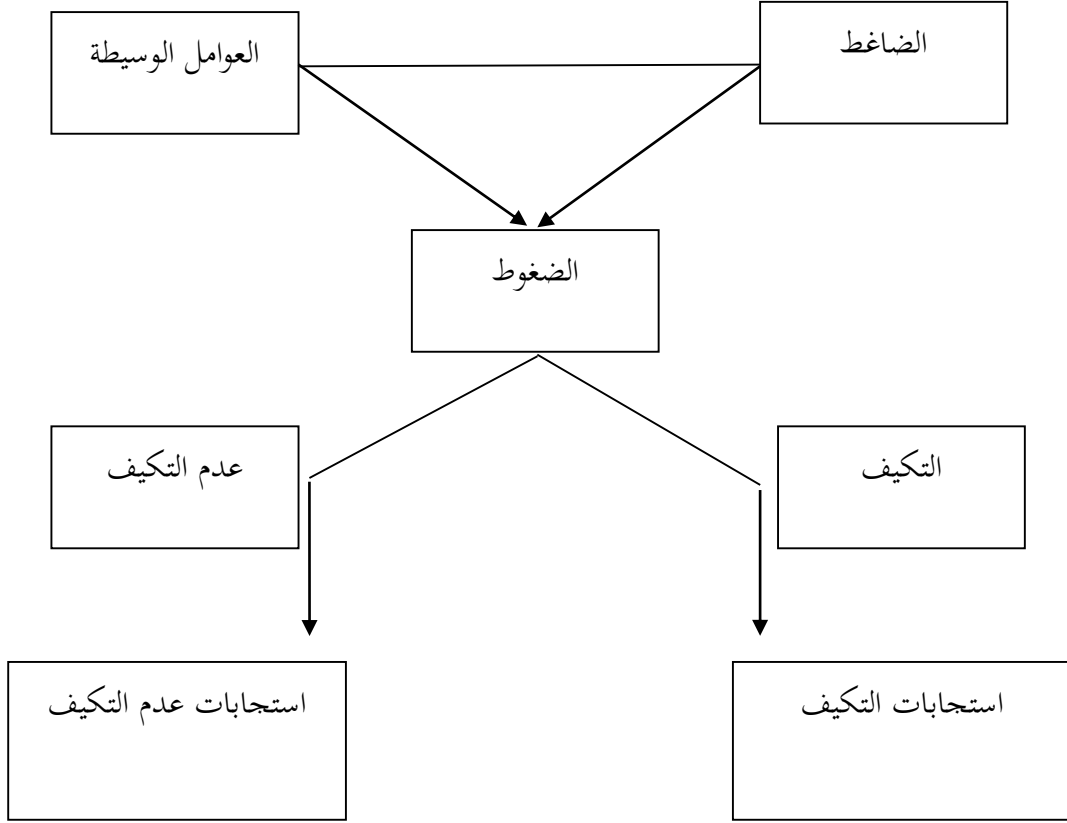 الضاغط
العوامل الوسيطة
الضغوط
التكيف
عدم التكيف
استجابات التكيف
استجابات عدم التكيف